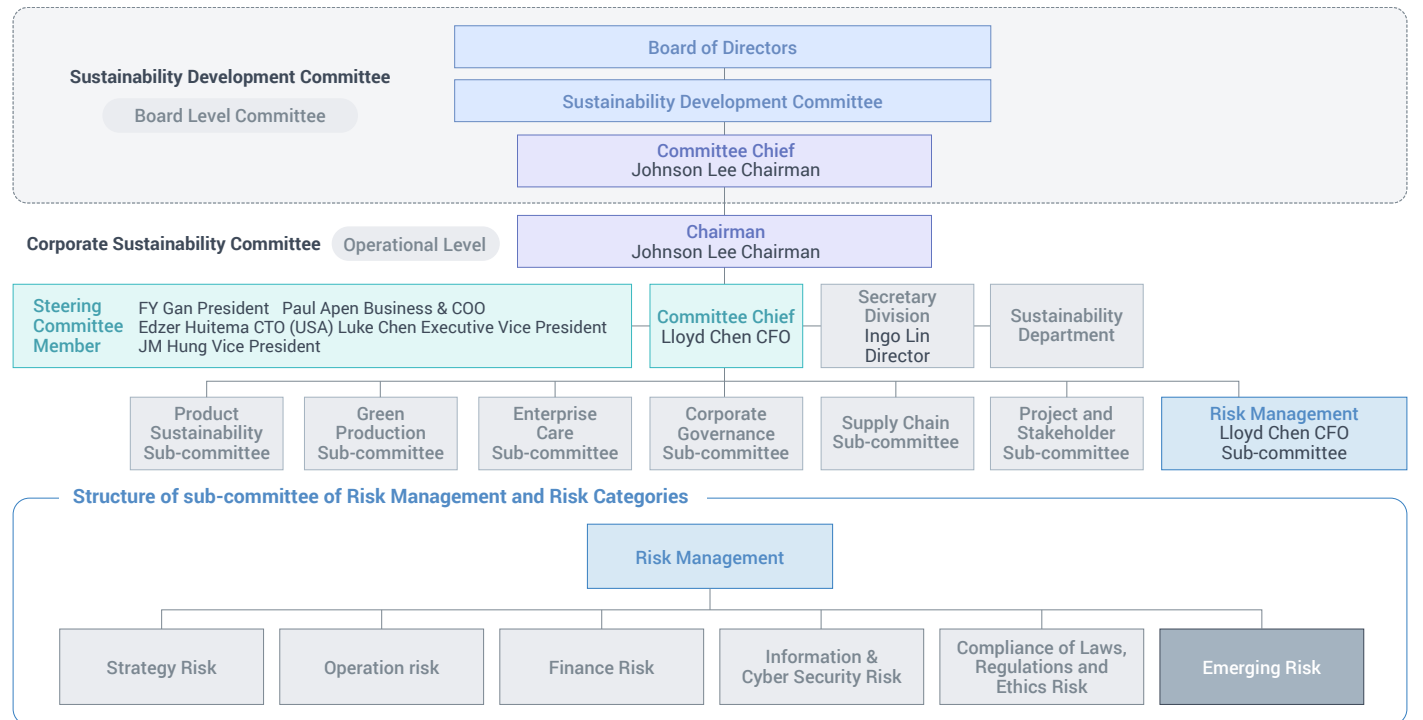 Board of Directors
Sustainability Development Committee
Board Level Committee
Sustainability Development Committee
Committee Chief
Johnson Lee Chairman
Corporate Sustainability Committee
Operational Level
Chairman
Johnson Lee Chairman
Steering
Committee
Member
FY Gan President Paul Apen Business & COO
Edzer Huitema CTO (USA) Luke Chen Executive Vice President
JM Hung Vice President
Committee Chief
Lloyd Chen CFO
Secretary
Division
Ingo Lin
Director
Sustainability
Department
Product
Sustainability
Sub-committee
Green
Production
Sub-committee
Enterprise
Care
Sub-committee
Corporate
Governance
Sub-committee
Supply Chain
Sub-committee
Project and
Stakeholder
Sub-committee
Risk Management
Lloyd Chen CFO
Sub-committee
Structure of sub-committee of Risk Management and Risk Categories
Risk Management
Strategy Risk
Operation risk
Finance Risk
Information &
Cyber Security Risk
Compliance of Laws,
Regulations and
Ethics Risk
Emerging Risk